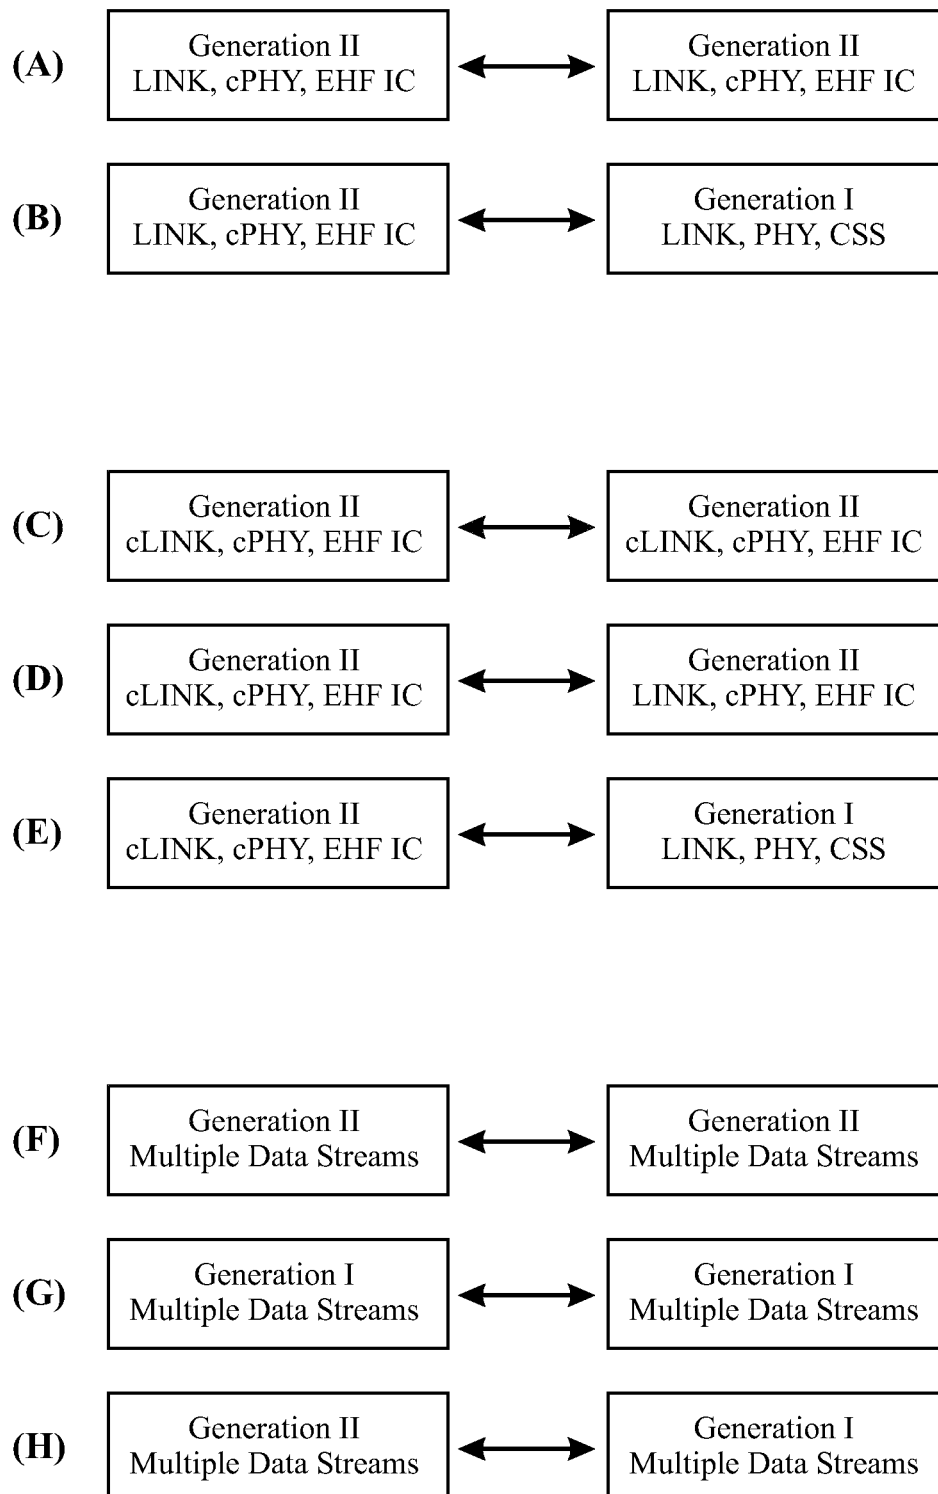 (A)
Generation II
LINK, cPHY, EHF IC
Generation II
LINK, cPHY, EHF IC
(B)
Generation II
LINK, cPHY, EHF IC
Generation I
LINK, PHY, CSS
(C)
Generation II
cLINK, cPHY, EHF IC
Generation II
cLINK, cPHY, EHF IC
(D)
Generation II
cLINK, cPHY, EHF IC
Generation II
LINK, cPHY, EHF IC
(E)
Generation II
cLINK, cPHY, EHF IC
Generation I
LINK, PHY, CSS
(F)
Generation II
Multiple Data Streams
Generation II
Multiple Data Streams
(G)
Generation I
Multiple Data Streams
Generation I
Multiple Data Streams
(H)
Generation II
Multiple Data Streams
Generation I
Multiple Data Streams